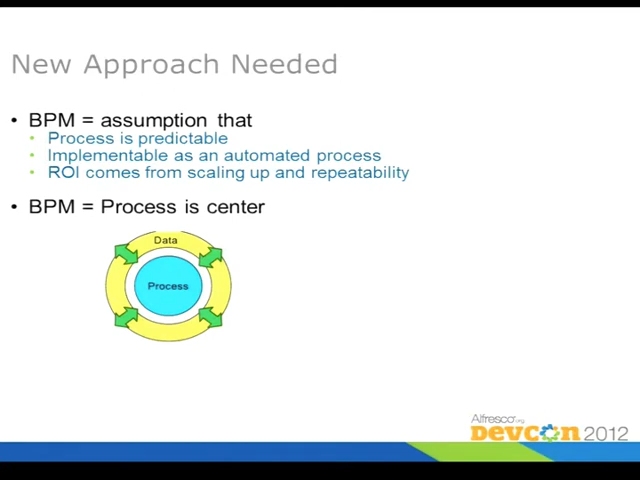 New Approach Needed
• BPM = assumption that
• Process is predictable
• Implementable as an automated process
• ROI comes from scaling up and repeatability
• BPM = Process is center
Data
Process
Alfresco.org
DEVCON 2012